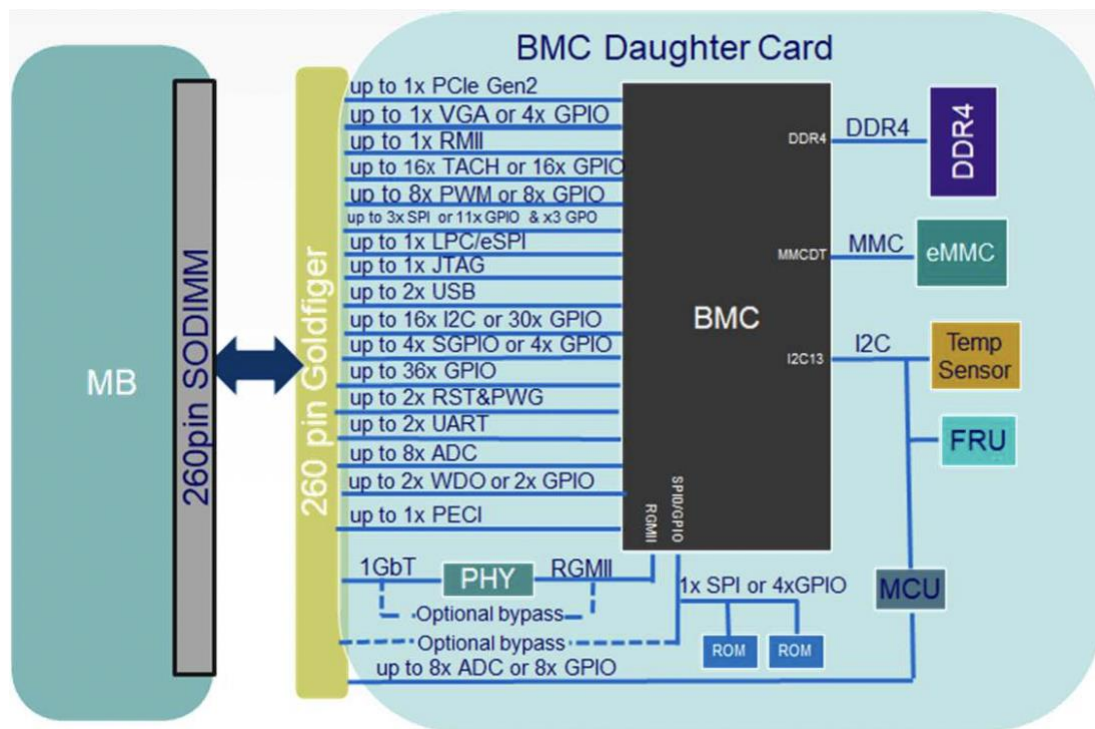 BMC Daughter Card
MB
260pin SODIMM
260 pin Goldfiger
up to 1x PCIe Gen2
up to 1x VGA or 4x GPIO
up to 1x RMII
up to 16x TACH or 16x GPIO
up to 8x PWM or 8x GPIO
up to 3x SPI or 11x GPIO & x3 GPO
up to 1x LPC/eSPI
up to 1x JTAG
up to 2x USB
up to 16x I2C or 30x GPIO
up to 4x SGPIO or 4x GPIO
up to 36x GPIO
up to 2x RST&PWG
up to 2x UART
up to 8x ADC
up to 2x WDO or 2x GPIO
up to 1x PECI
BMC
DDR4
DDR4
DDR4
MMCDT
MMC
eMMC
I2C13
I2C
Temp
Sensor
FRU
RGMII
SPI0/GPIO
1GbT
PHY
RGMII
Optional bypass
Optional bypass
1x SPI or 4xGPIO
ROM
ROM
MCU
up to 8x ADC or 8x GPIO